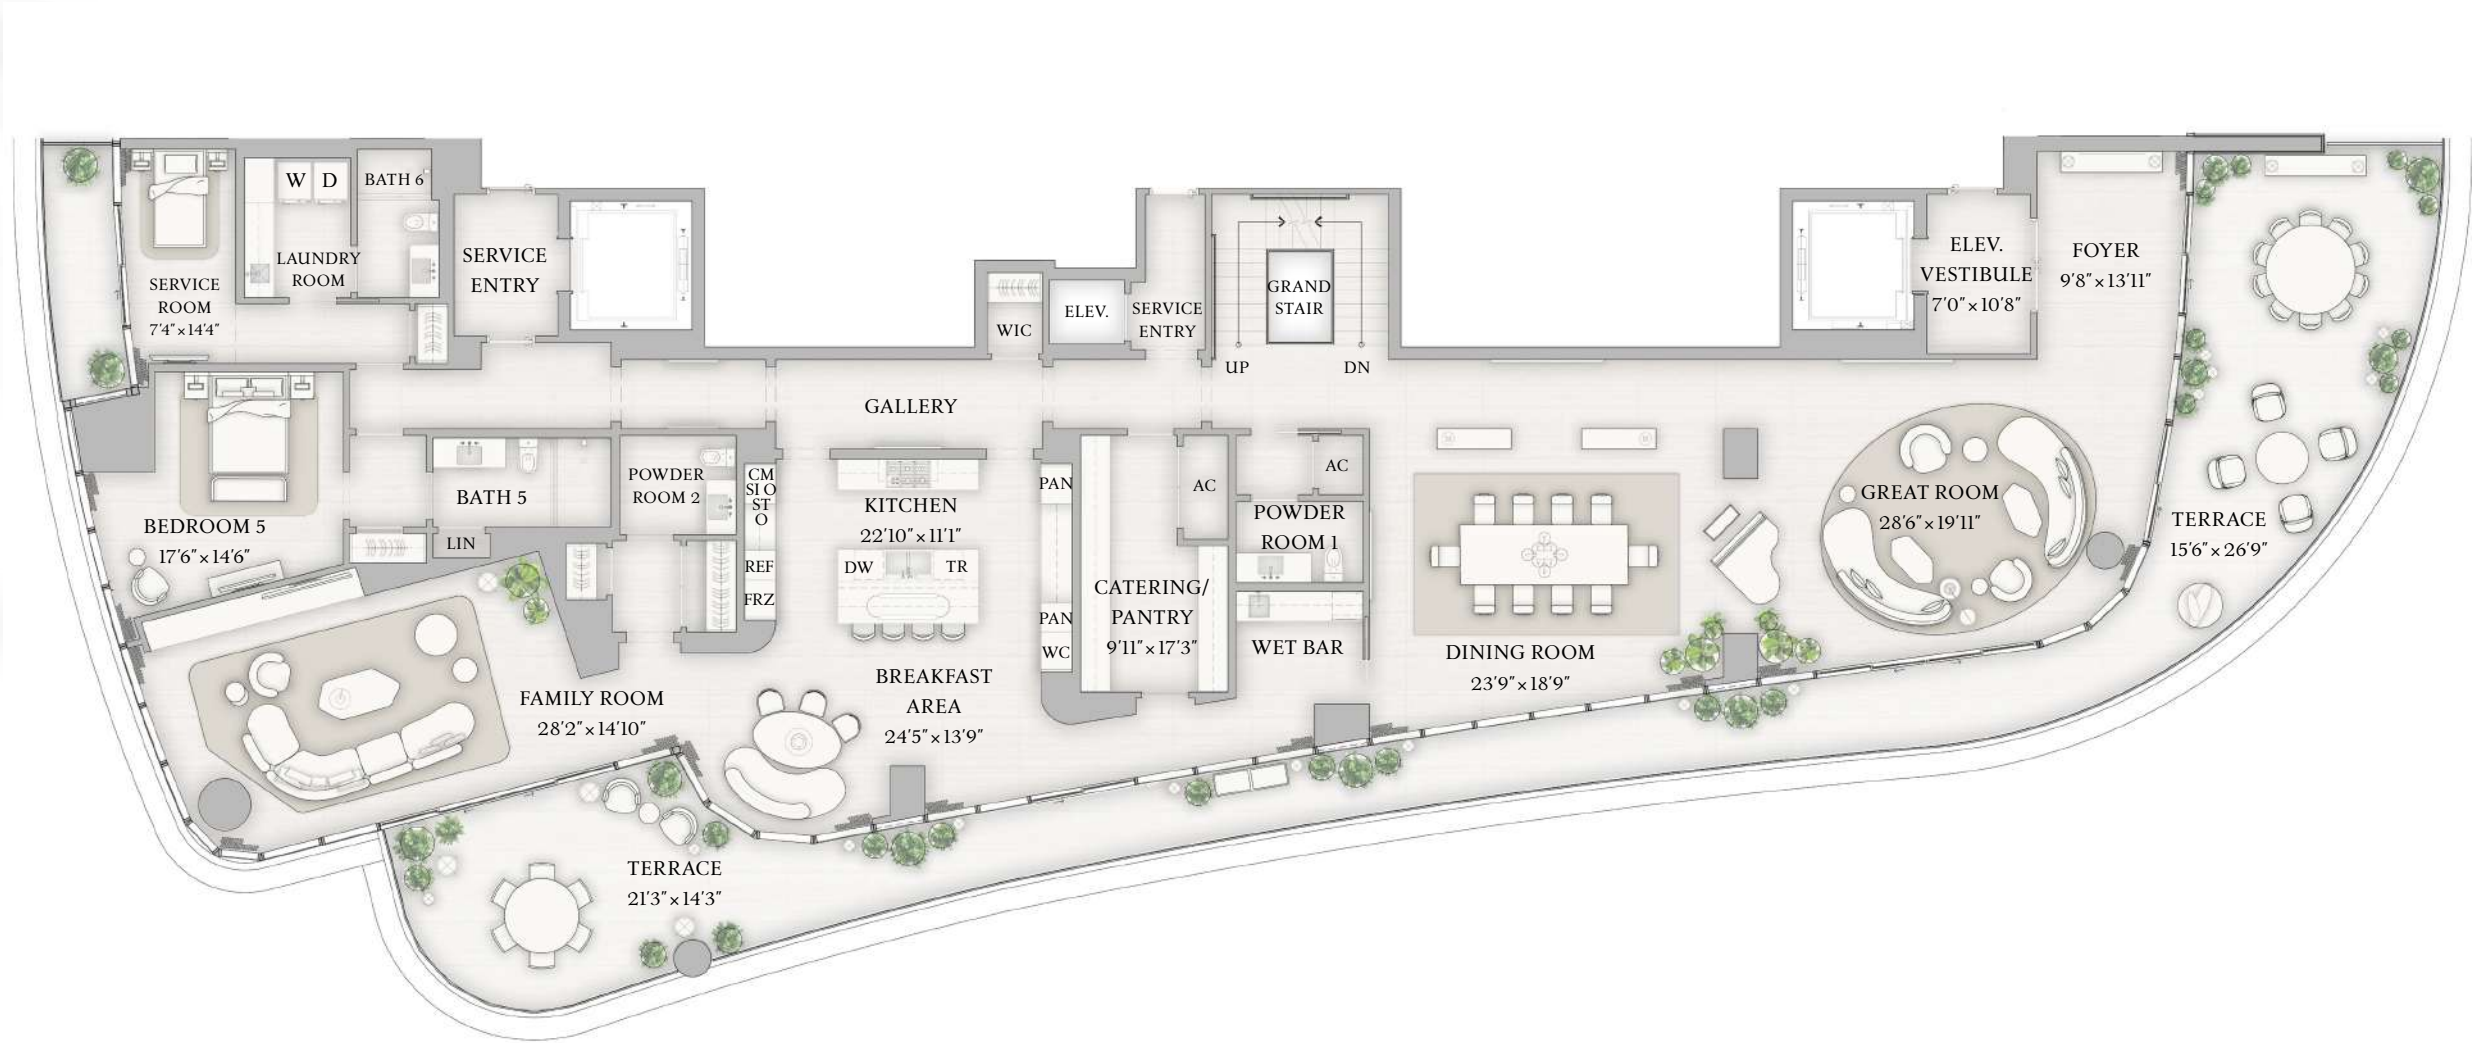 W D
BATH 6
LAUNDRY
ROOM
SERVICE
ROOM
7'4" × 14'4"
SERVICE
ENTRY
WIC
ELEV.
SERVICE
ENTRY
GRAND
STAIR
UP
DN
ELEV.
VESTIBULE
7'0" × 10'8"
FOYER
9'8" × 13'11"
GALLERY
BEDROOM 5
17'6" × 14'6"
BATH 5
LIN
POWDER
ROOM 2
CM
SI O
ST
O
REF
FRZ
KITCHEN
22'10" × 11'1"
DW
TR
PAN
PAN
WC
AC
AC
CATERING/
PANTRY
9'11" × 17'3"
POWDER
ROOM 1
WET BAR
DINING ROOM
23'9" × 18'9"
GREAT ROOM
28'6" × 19'11"
TERRACE
15'6" × 26'9"
FAMILY ROOM
28'2" × 14'10"
BREAKFAST
AREA
24'5" × 13'9"
TERRACE
21'3" × 14'3"